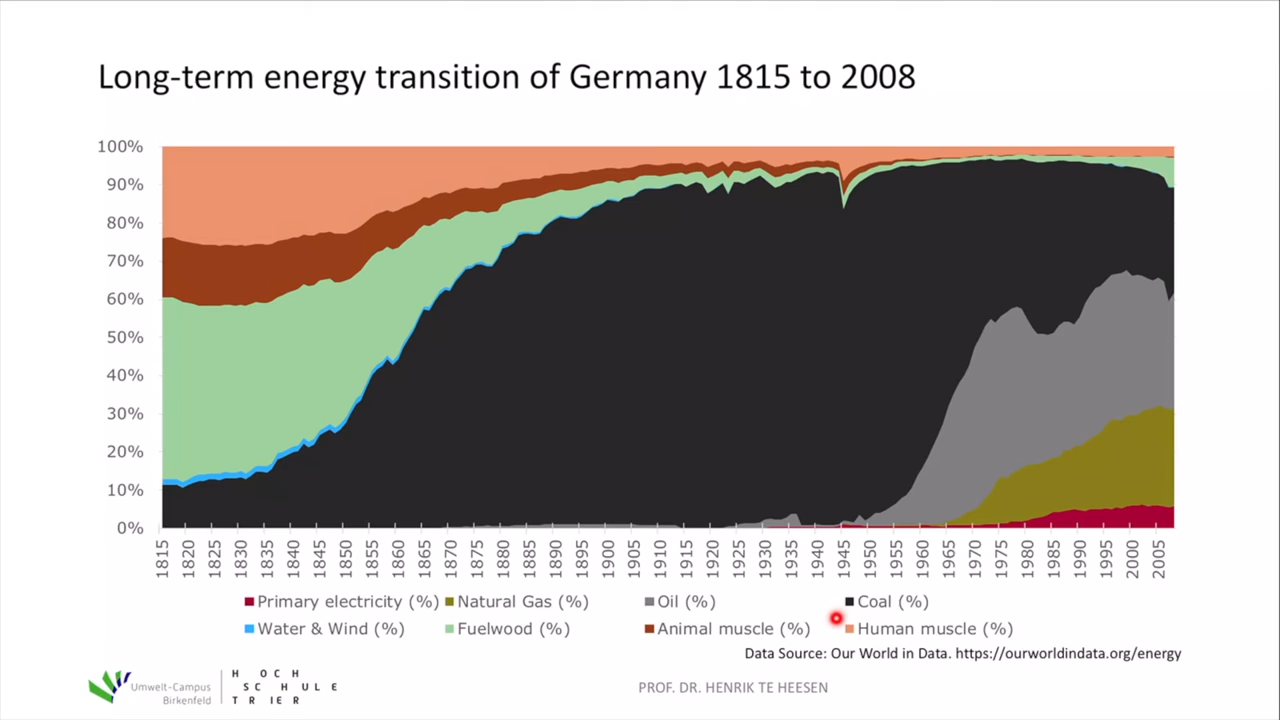 Long-term energy transition of Germany 1815 to 2008
100%
90%
80%
70%
60%
50%
40%
30%
20%
10%
0%
1815 1820 1825 1830 1835 1840 1845 1850 1855 1860 1865 1870 1875 1880 1885 1890 1895 1900 1905 1910 1915 1920 1925 1930 1935 1940 1945 1950 1955 1960 1965 1970 1975 1980 1985 1990 1995 2000 2005
Primary electricity (%) Natural Gas (%) Oil (%) Coal (%)
Water & Wind (%) Fuelwood (%) Animal muscle (%) Human muscle (%)
Data Source: Our World in Data. https://ourworldindata.org/energy
Umwelt-Campus
Birkenfeld
HOCH
SCHULE
TRIER
PROF. DR. HENRIK TE HEESEN